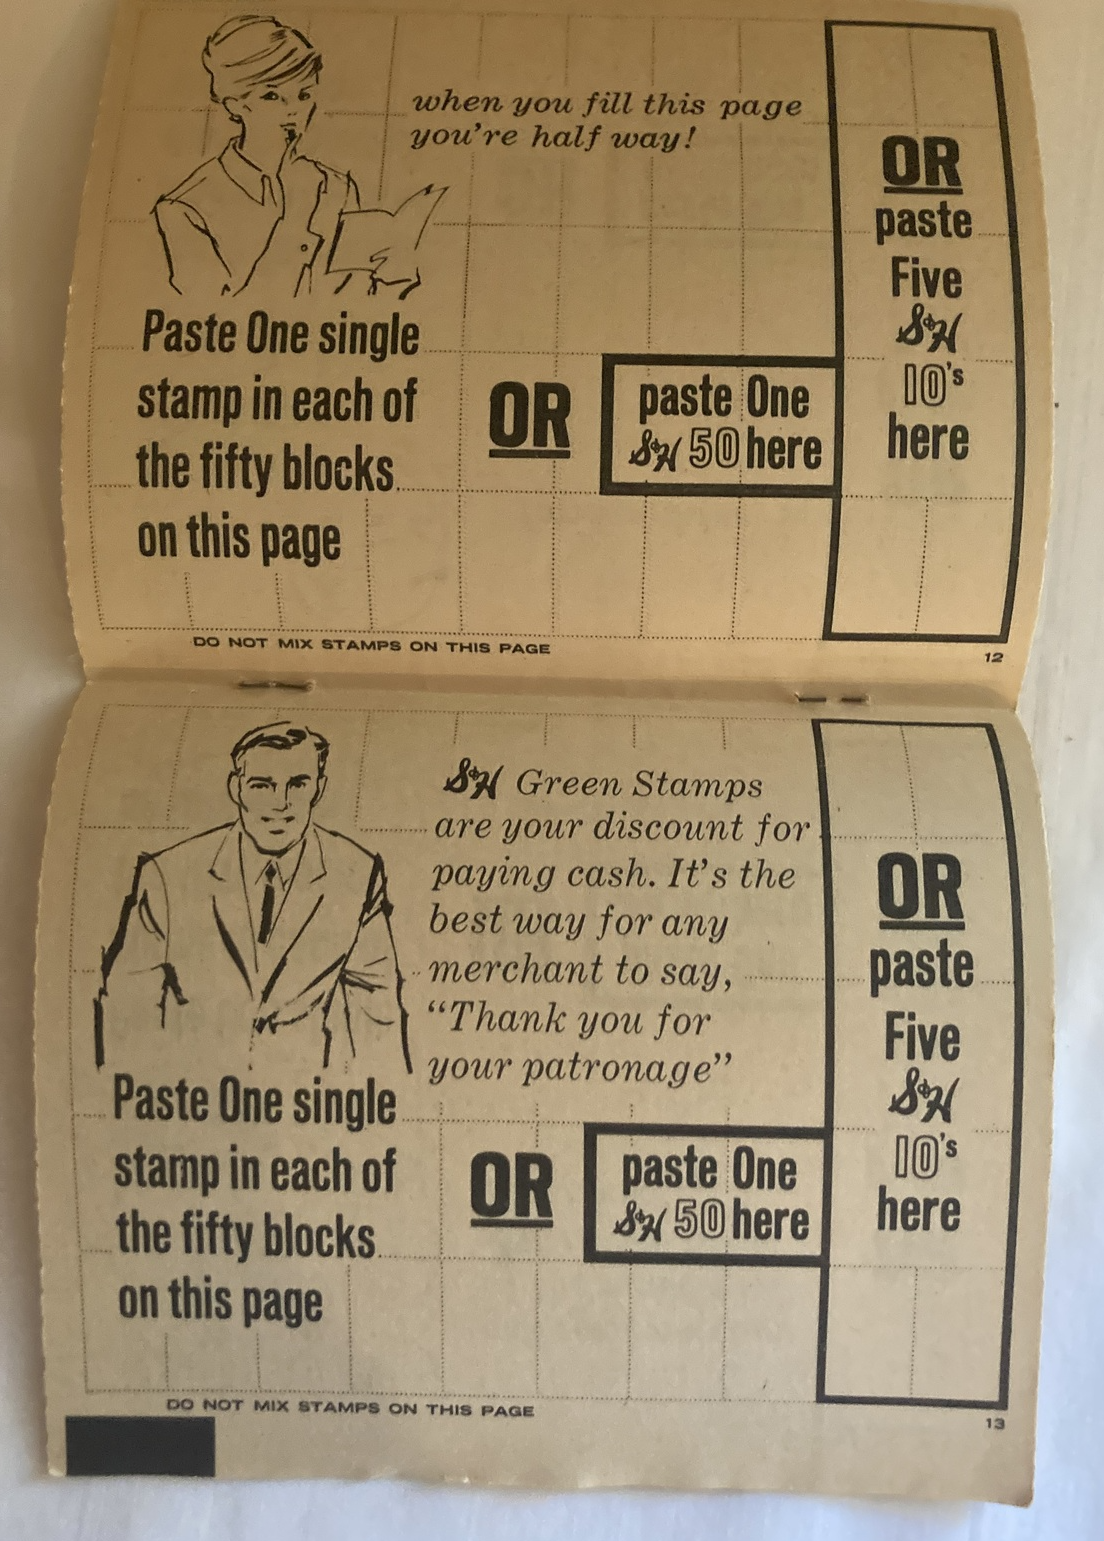 when you fill this page
you're half way!
Paste One single
stamp in each of
the fifty blocks
on this page
OR
paste One
S&H 50 here
OR
paste
Five
S&H
10's
here
DO NOT MIX STAMPS ON THIS PAGE
12
S&H Green Stamps
are your discount for
paying cash. It's the
best way for any
merchant to say,
“Thank you for
your patronage”
Paste One single
stamp in each of
the fifty blocks
on this page
OR
paste One
S&H 50 here
OR
paste
Five
S&H
10's
here
DO NOT MIX STAMPS ON THIS PAGE
13